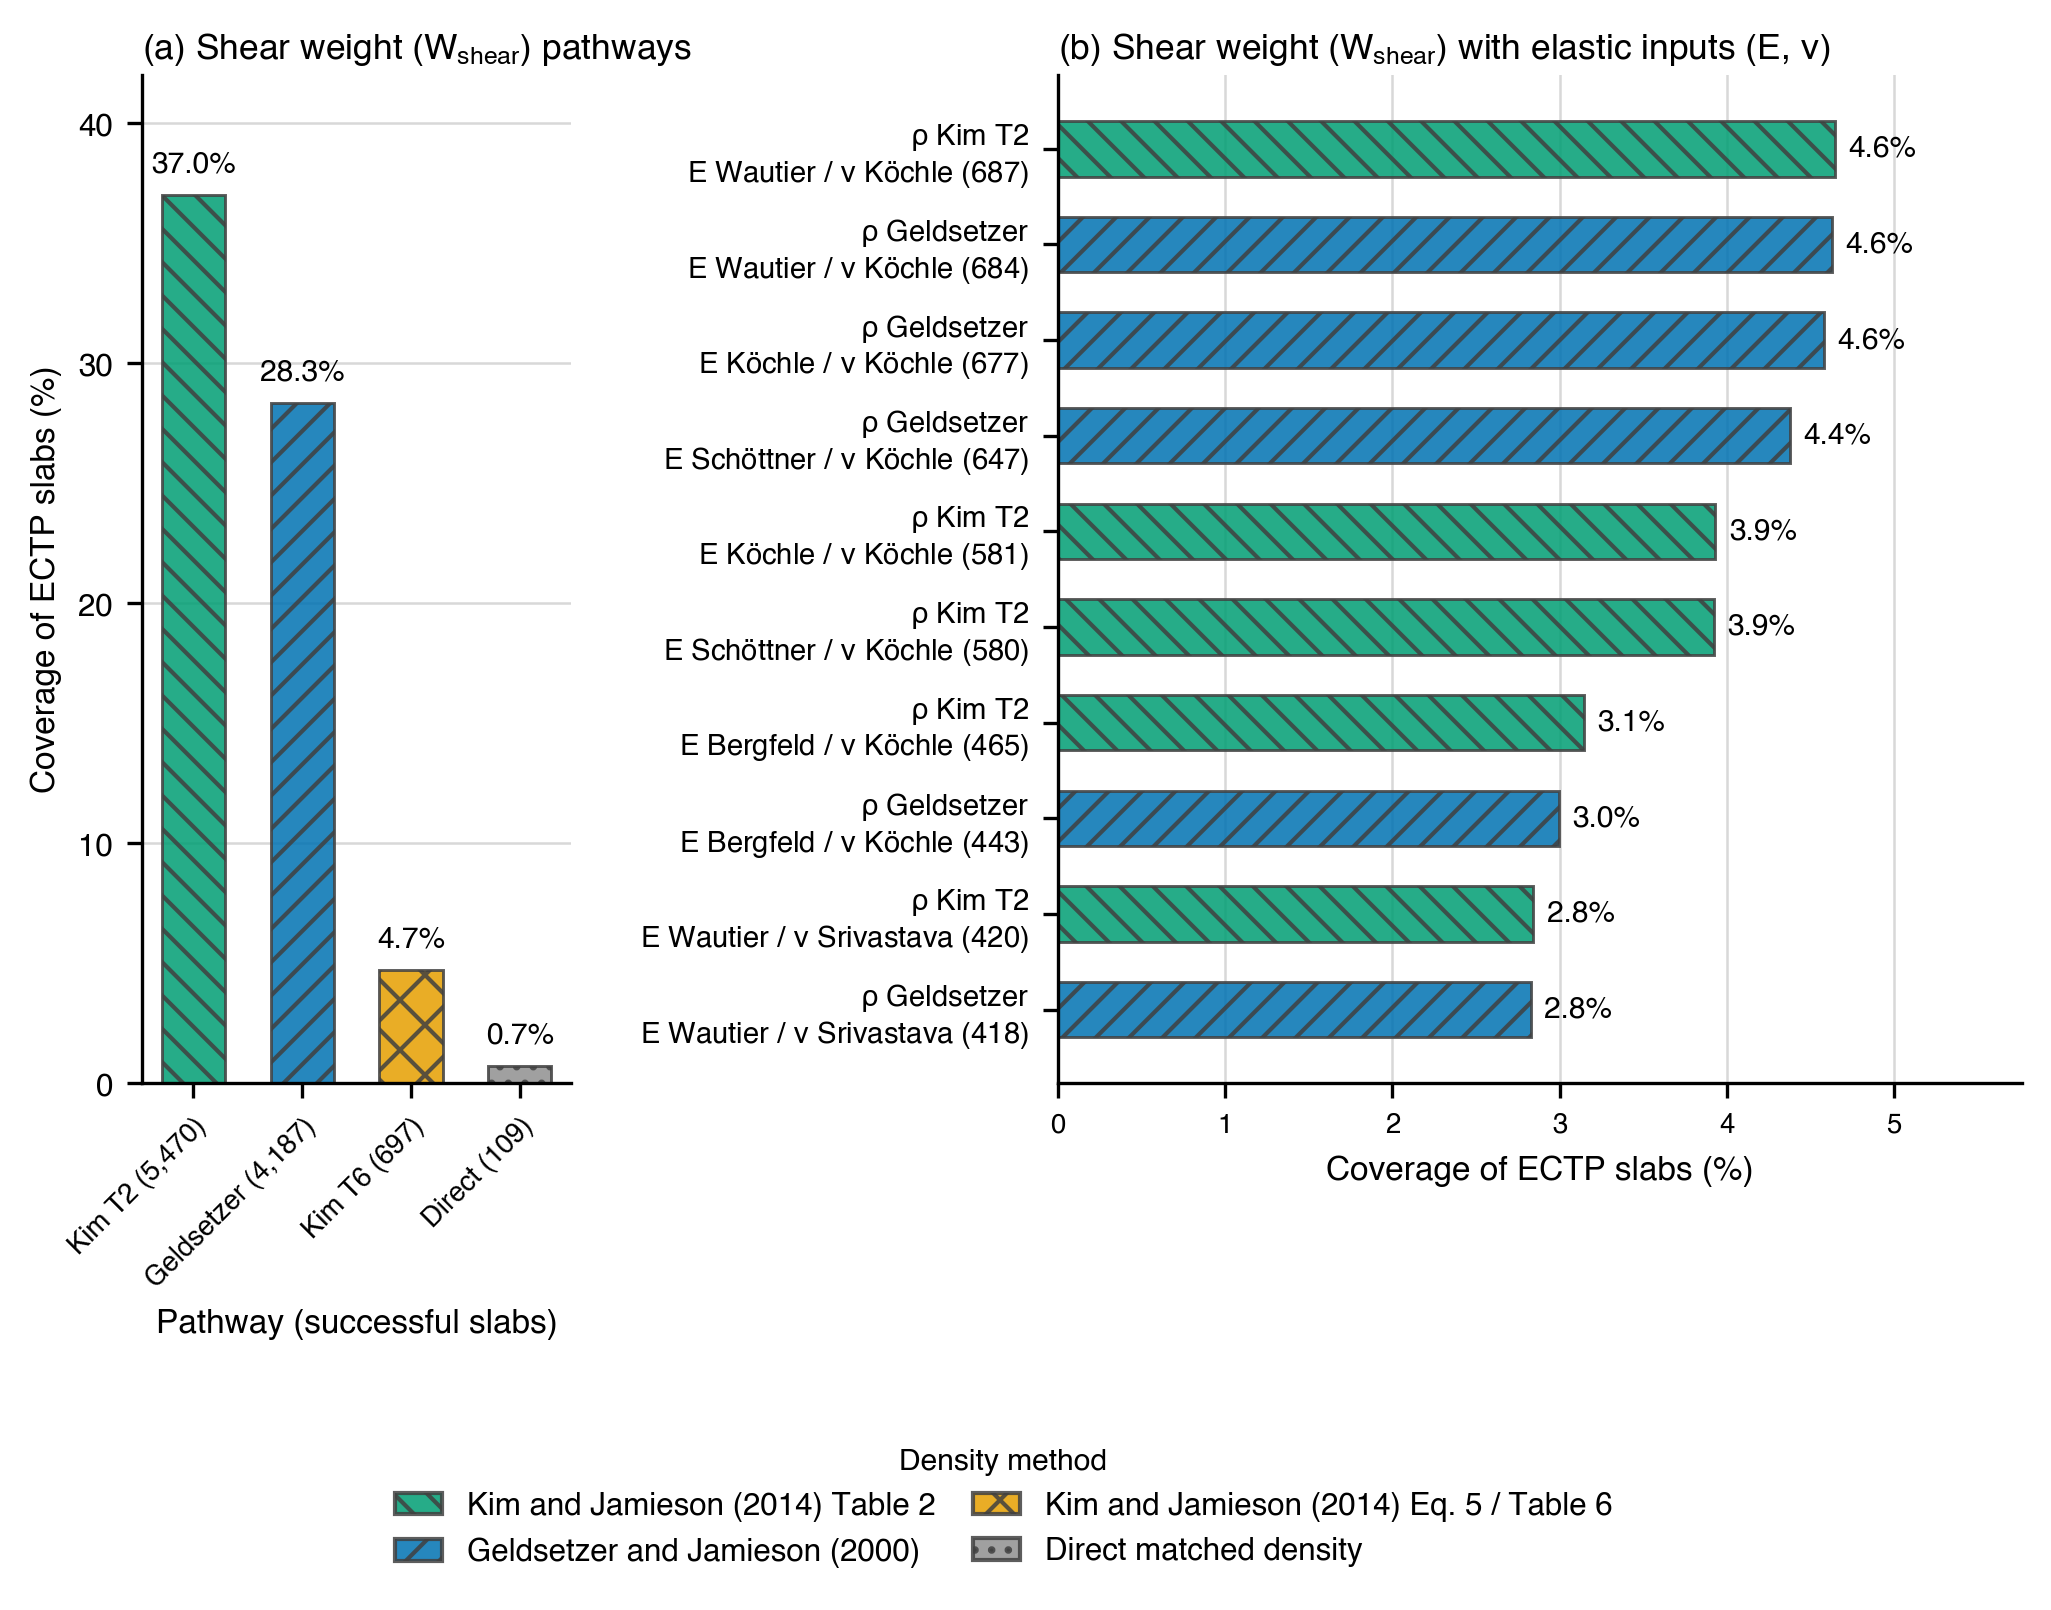 (a) Shear weight (Wshear) pathways
Coverage of ECTP slabs (%)
40
30
20
10
0
37.0%
28.3%
4.7%
0.7%
Kim T2 (5,470)
Geldsetzer (4,187)
Kim T6 (697)
Direct (109)
Pathway (successful slabs)
(b) Shear weight (Wshear) with elastic inputs (E, ν)
ρ Kim T2
E Wautier / ν Köchle (687)
4.6%
ρ Geldsetzer
E Wautier / ν Köchle (684)
4.6%
ρ Geldsetzer
E Köchle / ν Köchle (677)
4.6%
ρ Geldsetzer
E Schöttner / ν Köchle (647)
4.4%
ρ Kim T2
E Köchle / ν Köchle (581)
3.9%
ρ Kim T2
E Schöttner / ν Köchle (580)
3.9%
ρ Kim T2
E Bergfeld / ν Köchle (465)
3.1%
ρ Geldsetzer
E Bergfeld / ν Köchle (443)
3.0%
ρ Kim T2
E Wautier / ν Srivastava (420)
2.8%
ρ Geldsetzer
E Wautier / ν Srivastava (418)
2.8%
0 1 2 3 4 5
Coverage of ECTP slabs (%)
Density method
Kim and Jamieson (2014) Table 2
Geldsetzer and Jamieson (2000)
Kim and Jamieson (2014) Eq. 5 / Table 6
Direct matched density